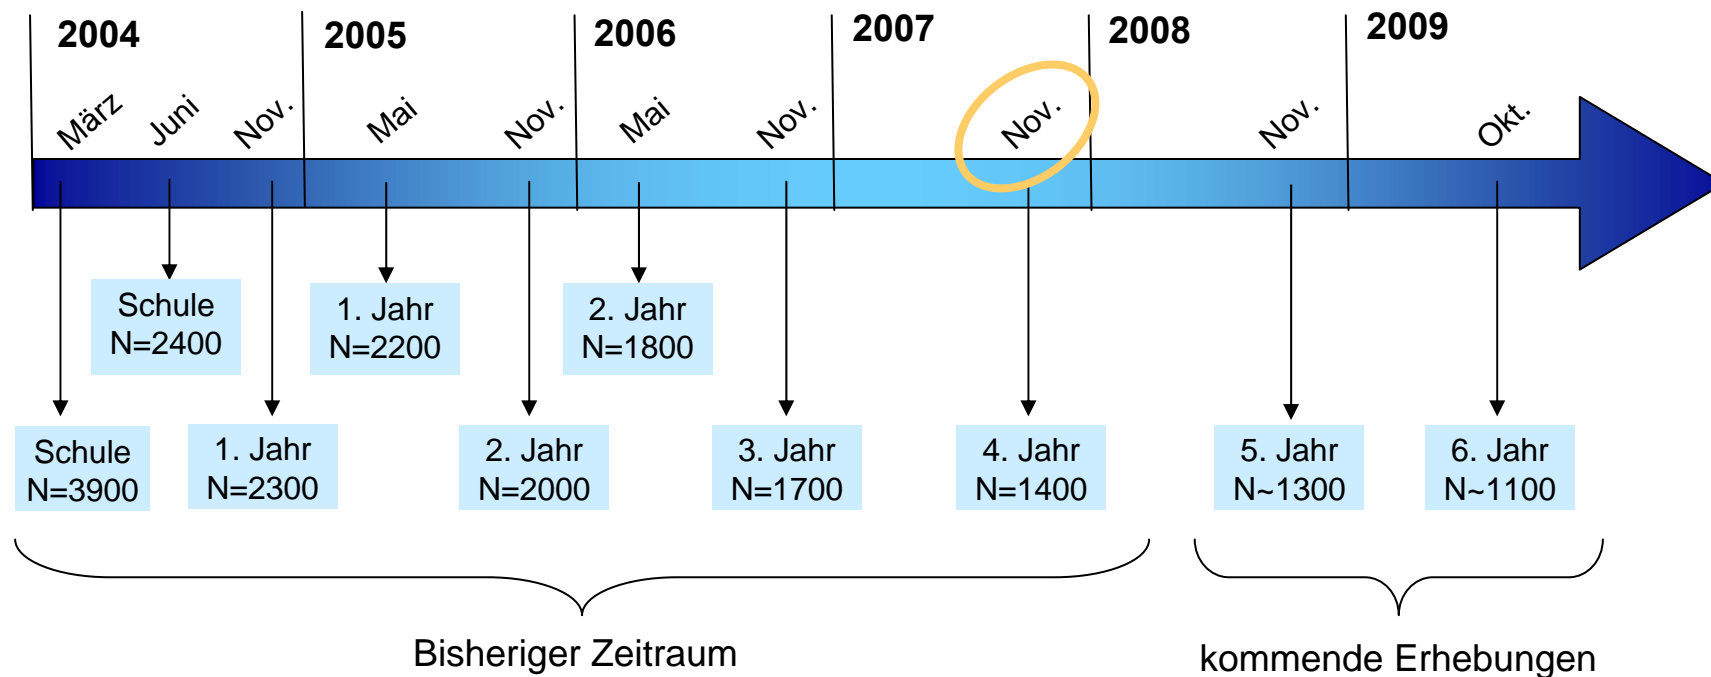 2004
2005
2006
2007
2008
2009
März
Juni
Nov.
Mai
Nov.
Mai
Nov.
Nov.
Nov.
Okt.
Schule
N=2400
1. Jahr
N=2200
2. Jahr
N=1800
Schule
N=3900
1. Jahr
N=2300
2. Jahr
N=2000
3. Jahr
N=1700
4. Jahr
N=1400
5. Jahr
N~1300
6. Jahr
N~1100
Bisheriger Zeitraum
kommende Erhebungen